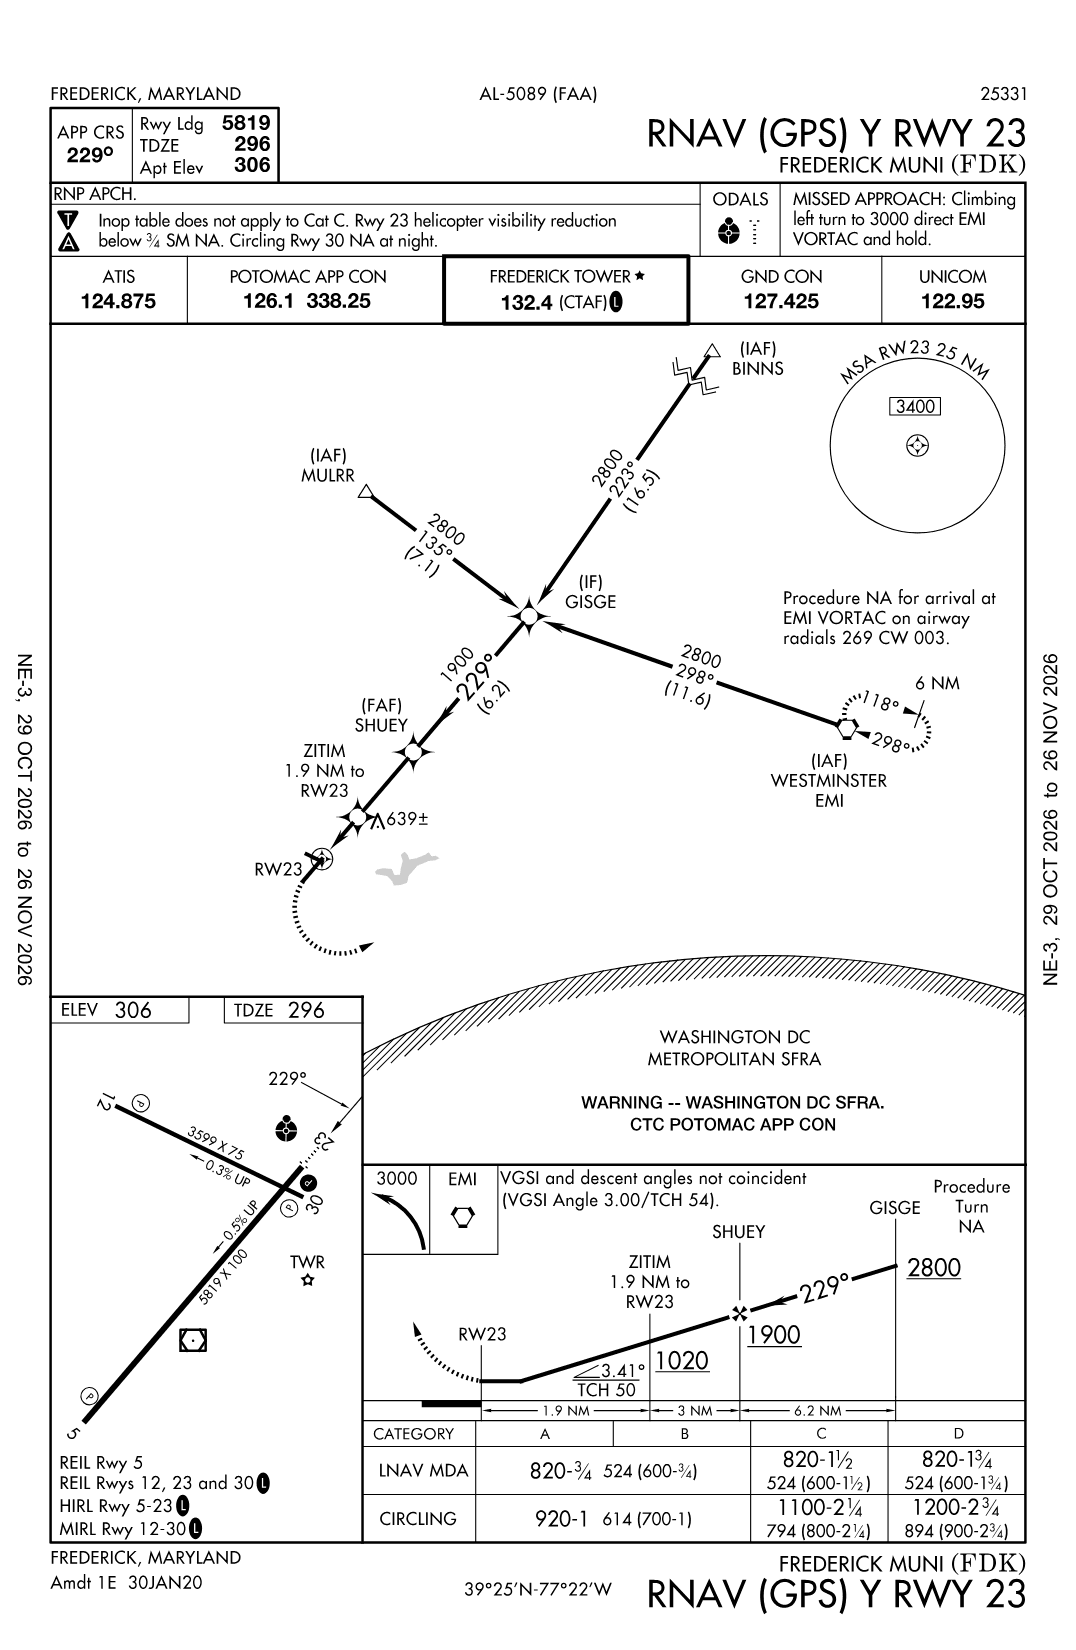 FREDERICK, MARYLAND
AL-5089 (FAA)
25331
APP CRS
229°
Rwy Ldg 5819
TDZE 296
Apt Elev 306
RNAV (GPS) Y RWY 23
FREDERICK MUNI (FDK)
RNP APCH.
T
A
Inop table does not apply to Cat C. Rwy 23 helicopter visibility reduction
below ¾ SM NA. Circling Rwy 30 NA at night.
ODALS
MISSED APPROACH: Climbing
left turn to 3000 direct EMI
VORTAC and hold.
ATIS
124.875
POTOMAC APP CON
126.1 338.25
FREDERICK TOWER ★
132.4 (CTAF) L
GND CON
127.425
UNICOM
122.95
(IAF)
BINNS
MSA RW23 25 NM
3400
(IAF)
MULRR
2800
223°
(16.5)
2800
135°
(7.1)
(IF)
GISGE
Procedure NA for arrival at
EMI VORTAC on airway
radials 269 CW 003.
2800
298°
(11.6)
6 NM
118°
298°
(IAF)
WESTMINSTER
EMI
1900
229°
(6.2)
(FAF)
SHUEY
ZITIM
1.9 NM to
RW23
639±
RW23
NE-3, 29 OCT 2026 to 26 NOV 2026
NE-3, 29 OCT 2026 to 26 NOV 2026
WASHINGTON DC
METROPOLITAN SFRA
WARNING -- WASHINGTON DC SFRA.
CTC POTOMAC APP CON
ELEV 306
TDZE 296
229°
12
P
3599 X 75
0.3% UP
23
P
P
30
0.5% UP
5819 X 100
TWR
P
5
REIL Rwy 5
REIL Rwys 12, 23 and 30 L
HIRL Rwy 5-23 L
MIRL Rwy 12-30 L
3000
EMI
VGSI and descent angles not coincident
(VGSI Angle 3.00/TCH 54).
Procedure
Turn
NA
GISGE
SHUEY
ZITIM
1.9 NM to
RW23
RW23
229°
2800
1900
1020
3.41°
TCH 50
1.9 NM
3 NM
6.2 NM
CATEGORY A B C D
LNAV MDA 820-¾ 524 (600-¾) 820-1½ 524 (600-1½) 820-1¾ 524 (600-1¾)
CIRCLING 920-1 614 (700-1) 1100-2¼ 794 (800-2¼) 1200-2¾ 894 (900-2¾)
FREDERICK, MARYLAND
Amdt 1E 30JAN20
39°25'N-77°22'W
FREDERICK MUNI (FDK)
RNAV (GPS) Y RWY 23